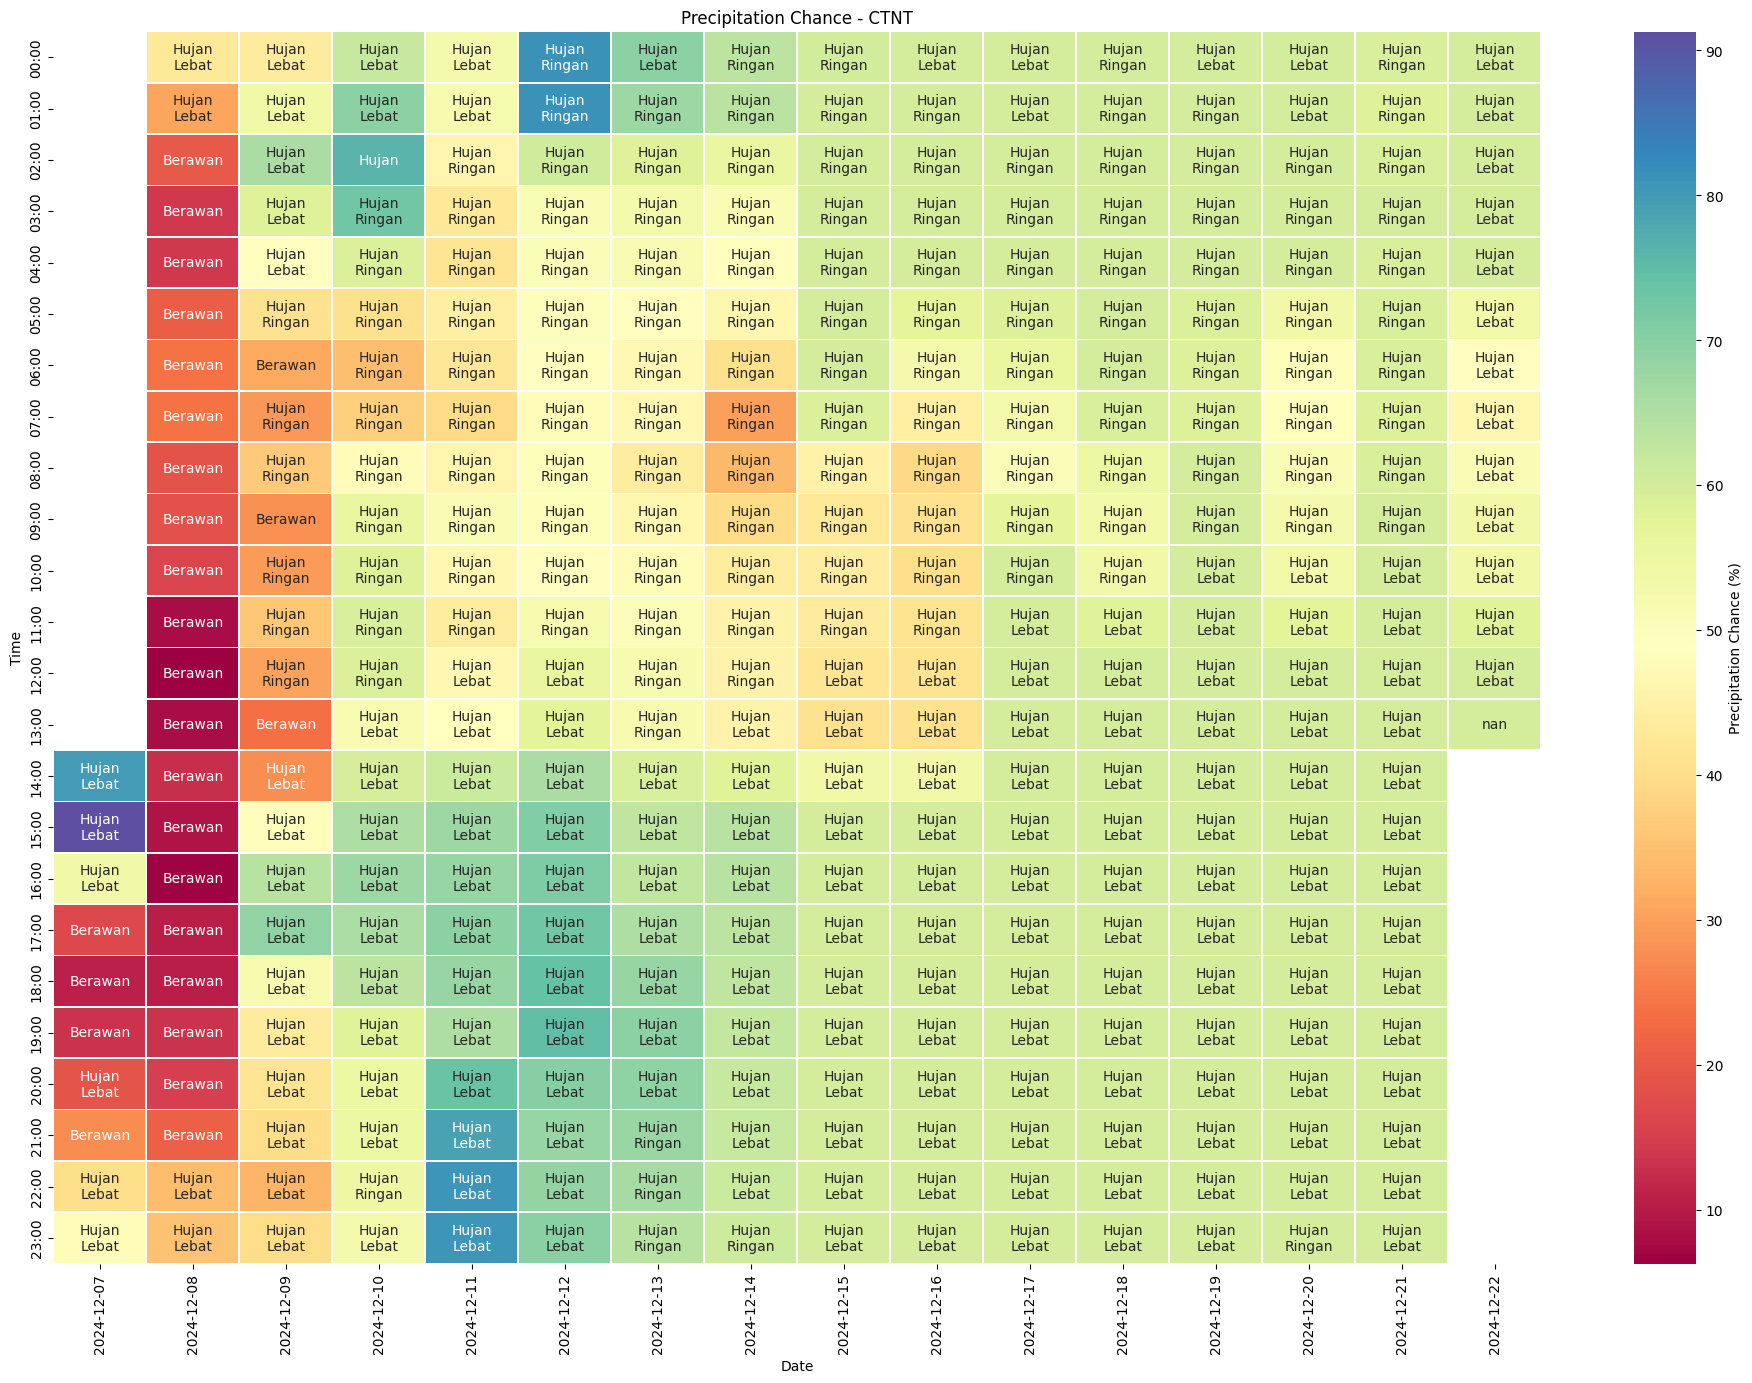 Precipitation Chance - CTNT
00:00 Hujan Lebat Hujan Lebat Hujan Lebat Hujan Lebat Hujan Ringan Hujan Lebat Hujan Ringan Hujan Ringan Hujan Lebat Hujan Lebat Hujan Ringan Hujan Lebat Hujan Lebat Hujan Ringan Hujan Lebat
01:00 Hujan Lebat Hujan Lebat Hujan Lebat Hujan Lebat Hujan Ringan Hujan Ringan Hujan Ringan Hujan Ringan Hujan Ringan Hujan Lebat Hujan Ringan Hujan Ringan Hujan Lebat Hujan Ringan Hujan Lebat
02:00 Berawan Hujan Lebat Hujan Hujan Ringan Hujan Ringan Hujan Ringan Hujan Ringan Hujan Ringan Hujan Ringan Hujan Ringan Hujan Ringan Hujan Ringan Hujan Ringan Hujan Ringan Hujan Lebat
03:00 Berawan Hujan Lebat Hujan Ringan Hujan Ringan Hujan Ringan Hujan Ringan Hujan Ringan Hujan Ringan Hujan Ringan Hujan Ringan Hujan Ringan Hujan Ringan Hujan Ringan Hujan Ringan Hujan Lebat
04:00 Berawan Hujan Lebat Hujan Ringan Hujan Ringan Hujan Ringan Hujan Ringan Hujan Ringan Hujan Ringan Hujan Ringan Hujan Ringan Hujan Ringan Hujan Ringan Hujan Ringan Hujan Ringan Hujan Lebat
05:00 Berawan Hujan Ringan Hujan Ringan Hujan Ringan Hujan Ringan Hujan Ringan Hujan Ringan Hujan Ringan Hujan Ringan Hujan Ringan Hujan Ringan Hujan Ringan Hujan Ringan Hujan Ringan Hujan Lebat
06:00 Berawan Berawan Hujan Ringan Hujan Ringan Hujan Ringan Hujan Ringan Hujan Ringan Hujan Ringan Hujan Ringan Hujan Ringan Hujan Ringan Hujan Ringan Hujan Ringan Hujan Ringan Hujan Lebat
07:00 Berawan Hujan Ringan Hujan Ringan Hujan Ringan Hujan Ringan Hujan Ringan Hujan Ringan Hujan Ringan Hujan Ringan Hujan Ringan Hujan Ringan Hujan Ringan Hujan Ringan Hujan Ringan Hujan Lebat
08:00 Berawan Hujan Ringan Hujan Ringan Hujan Ringan Hujan Ringan Hujan Ringan Hujan Ringan Hujan Ringan Hujan Ringan Hujan Ringan Hujan Ringan Hujan Ringan Hujan Ringan Hujan Ringan Hujan Lebat
09:00 Berawan Berawan Hujan Ringan Hujan Ringan Hujan Ringan Hujan Ringan Hujan Ringan Hujan Ringan Hujan Ringan Hujan Ringan Hujan Ringan Hujan Ringan Hujan Ringan Hujan Ringan Hujan Lebat
10:00 Berawan Hujan Ringan Hujan Ringan Hujan Ringan Hujan Ringan Hujan Ringan Hujan Ringan Hujan Ringan Hujan Ringan Hujan Ringan Hujan Ringan Hujan Lebat Hujan Lebat Hujan Lebat Hujan Lebat
11:00 Berawan Hujan Ringan Hujan Ringan Hujan Ringan Hujan Ringan Hujan Ringan Hujan Ringan Hujan Ringan Hujan Ringan Hujan Lebat Hujan Lebat Hujan Lebat Hujan Lebat Hujan Lebat Hujan Lebat
12:00 Berawan Hujan Ringan Hujan Ringan Hujan Lebat Hujan Lebat Hujan Ringan Hujan Ringan Hujan Lebat Hujan Lebat Hujan Lebat Hujan Lebat Hujan Lebat Hujan Lebat Hujan Lebat Hujan Lebat
13:00 Berawan Berawan Hujan Lebat Hujan Lebat Hujan Lebat Hujan Ringan Hujan Lebat Hujan Lebat Hujan Lebat Hujan Lebat Hujan Lebat Hujan Lebat Hujan Lebat Hujan Lebat nan
14:00 Hujan Lebat Berawan Hujan Lebat Hujan Lebat Hujan Lebat Hujan Lebat Hujan Lebat Hujan Lebat Hujan Lebat Hujan Lebat Hujan Lebat Hujan Lebat Hujan Lebat Hujan Lebat Hujan Lebat
15:00 Hujan Lebat Berawan Hujan Lebat Hujan Lebat Hujan Lebat Hujan Lebat Hujan Lebat Hujan Lebat Hujan Lebat Hujan Lebat Hujan Lebat Hujan Lebat Hujan Lebat Hujan Lebat Hujan Lebat
16:00 Hujan Lebat Berawan Hujan Lebat Hujan Lebat Hujan Lebat Hujan Lebat Hujan Lebat Hujan Lebat Hujan Lebat Hujan Lebat Hujan Lebat Hujan Lebat Hujan Lebat Hujan Lebat Hujan Lebat
17:00 Berawan Berawan Hujan Lebat Hujan Lebat Hujan Lebat Hujan Lebat Hujan Lebat Hujan Lebat Hujan Lebat Hujan Lebat Hujan Lebat Hujan Lebat Hujan Lebat Hujan Lebat Hujan Lebat
18:00 Berawan Berawan Hujan Lebat Hujan Lebat Hujan Lebat Hujan Lebat Hujan Lebat Hujan Lebat Hujan Lebat Hujan Lebat Hujan Lebat Hujan Lebat Hujan Lebat Hujan Lebat Hujan Lebat
19:00 Berawan Berawan Hujan Lebat Hujan Lebat Hujan Lebat Hujan Lebat Hujan Lebat Hujan Lebat Hujan Lebat Hujan Lebat Hujan Lebat Hujan Lebat Hujan Lebat Hujan Lebat Hujan Lebat
20:00 Hujan Lebat Berawan Hujan Lebat Hujan Lebat Hujan Lebat Hujan Lebat Hujan Lebat Hujan Lebat Hujan Lebat Hujan Lebat Hujan Lebat Hujan Lebat Hujan Lebat Hujan Lebat Hujan Lebat
21:00 Berawan Berawan Hujan Lebat Hujan Lebat Hujan Lebat Hujan Lebat Hujan Ringan Hujan Lebat Hujan Lebat Hujan Lebat Hujan Lebat Hujan Lebat Hujan Lebat Hujan Lebat Hujan Lebat
22:00 Hujan Lebat Hujan Lebat Hujan Lebat Hujan Ringan Hujan Lebat Hujan Lebat Hujan Ringan Hujan Lebat Hujan Lebat Hujan Lebat Hujan Lebat Hujan Lebat Hujan Lebat Hujan Lebat Hujan Lebat
23:00 Hujan Lebat Hujan Lebat Hujan Lebat Hujan Lebat Hujan Lebat Hujan Lebat Hujan Ringan Hujan Ringan Hujan Lebat Hujan Lebat Hujan Lebat Hujan Lebat Hujan Lebat Hujan Ringan Hujan Lebat
Time
2024-12-07 2024-12-08 2024-12-09 2024-12-10 2024-12-11 2024-12-12 2024-12-13 2024-12-14 2024-12-15 2024-12-16 2024-12-17 2024-12-18 2024-12-19 2024-12-20 2024-12-21 2024-12-22
Date
90
80
70
60
50
40
30
20
10
Precipitation Chance (%)